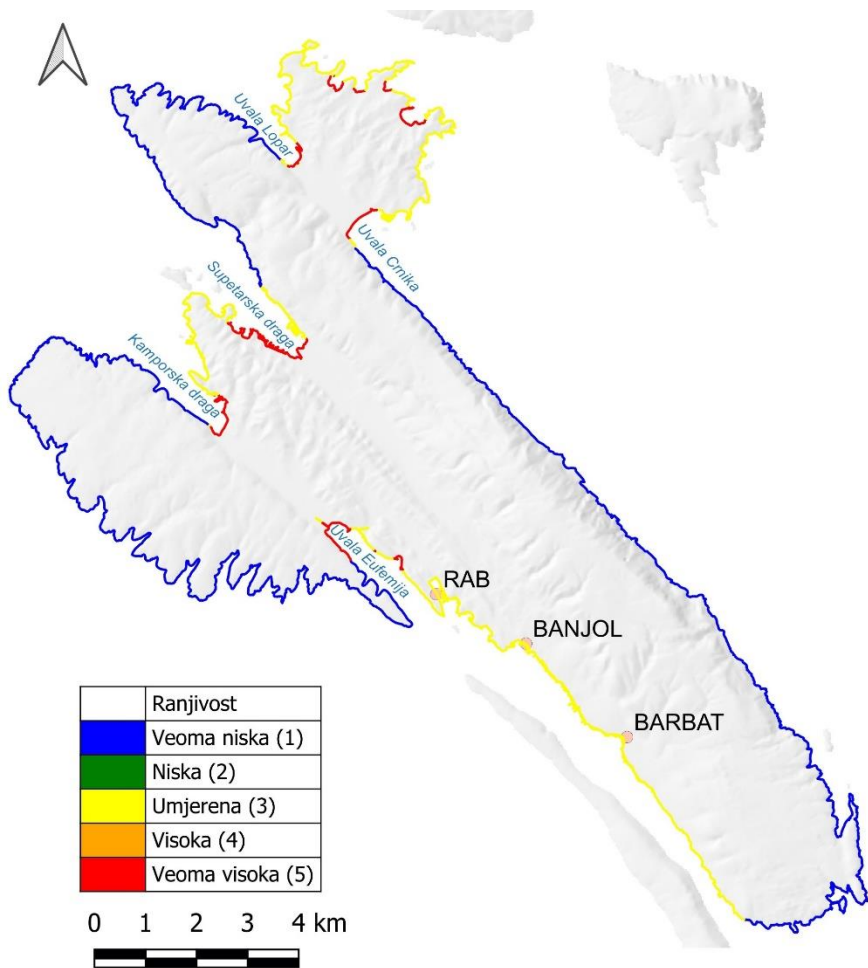 Uvala Lopar
Uvala Crnika
Supetarska draga
Kamporska draga
Uvala Eufemija
RAB
BANJOL
BARBAT
Ranjivost
Veoma niska (1)
Niska (2)
Umjerena (3)
Visoka (4)
Veoma visoka (5)
0 1 2 3 4 km